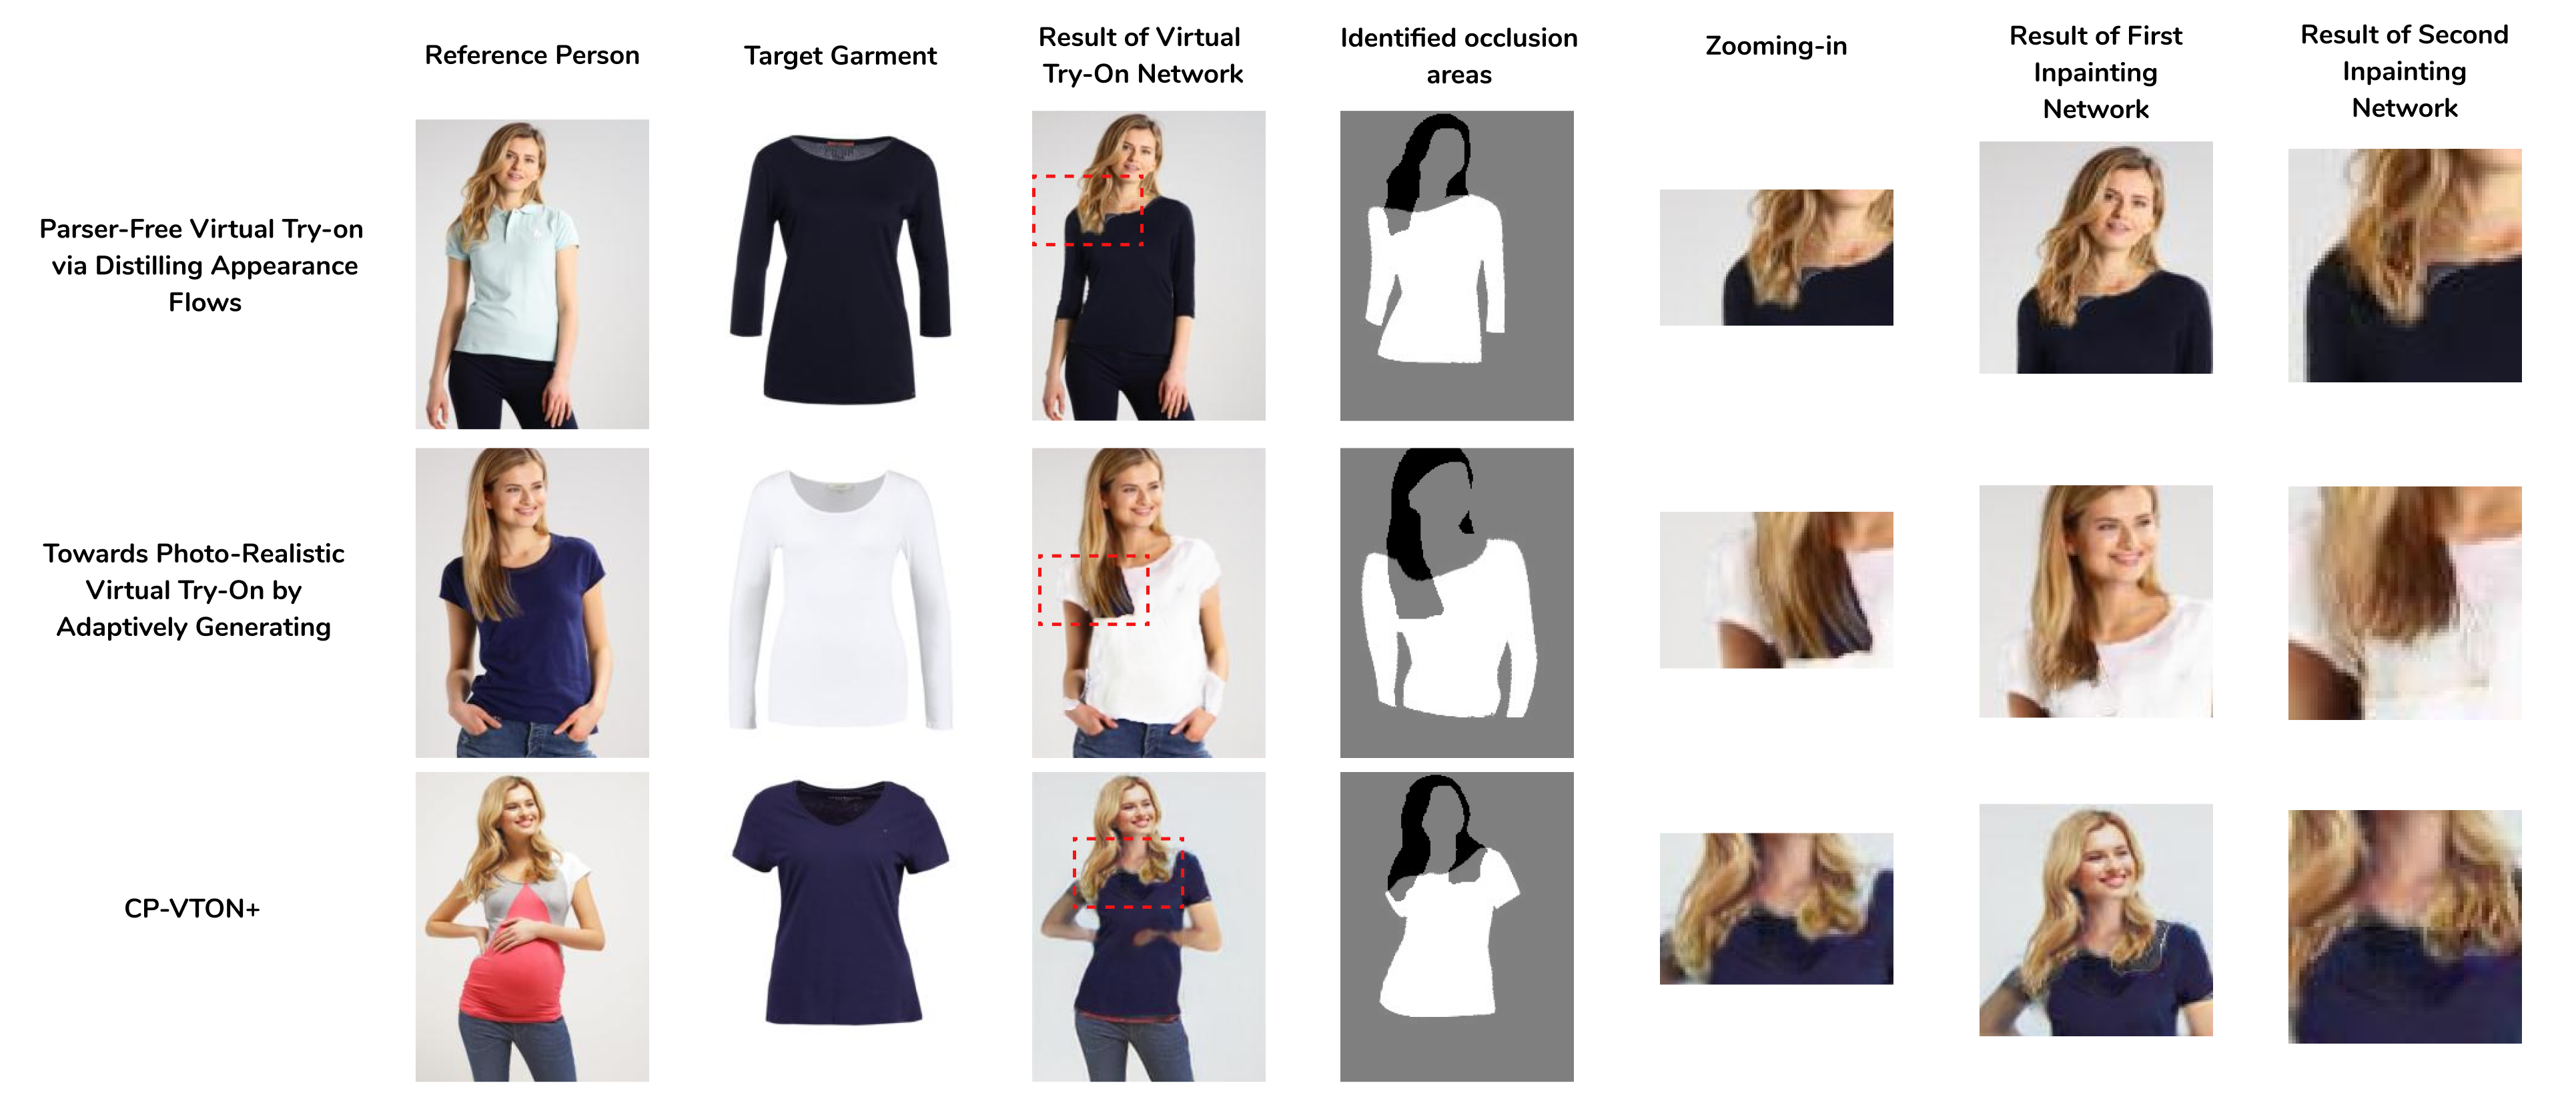 Reference Person
Target Garment
Result of Virtual
Try-On Network
Identified occlusion
areas
Zooming-in
Result of First
Inpainting
Network
Result of Second
Inpainting
Network
Parser-Free Virtual Try-on
via Distilling Appearance
Flows
Towards Photo-Realistic
Virtual Try-On by
Adaptively Generating
CP-VTON+